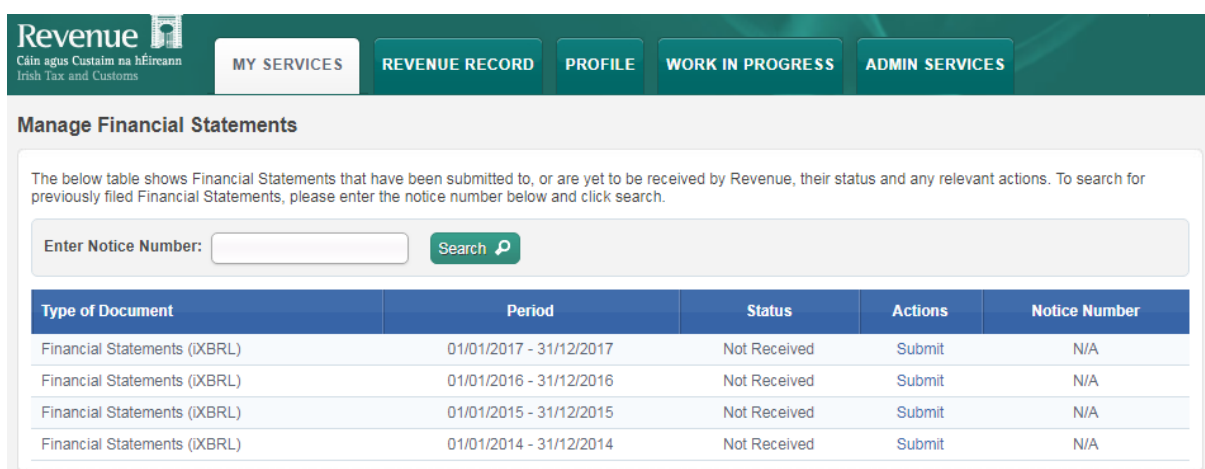 Revenue
Cáin agus Custaim na hÉireann
Irish Tax and Customs
MY SERVICES REVENUE RECORD PROFILE WORK IN PROGRESS ADMIN SERVICES
Manage Financial Statements
The below table shows Financial Statements that have been submitted to, or are yet to be received by Revenue, their status and any relevant actions. To search for
previously filed Financial Statements, please enter the notice number below and click search.
Enter Notice Number: Search
Type of Document Period Status Actions Notice Number
Financial Statements (iXBRL) 01/01/2017 - 31/12/2017 Not Received Submit N/A
Financial Statements (iXBRL) 01/01/2016 - 31/12/2016 Not Received Submit N/A
Financial Statements (iXBRL) 01/01/2015 - 31/12/2015 Not Received Submit N/A
Financial Statements (iXBRL) 01/01/2014 - 31/12/2014 Not Received Submit N/A